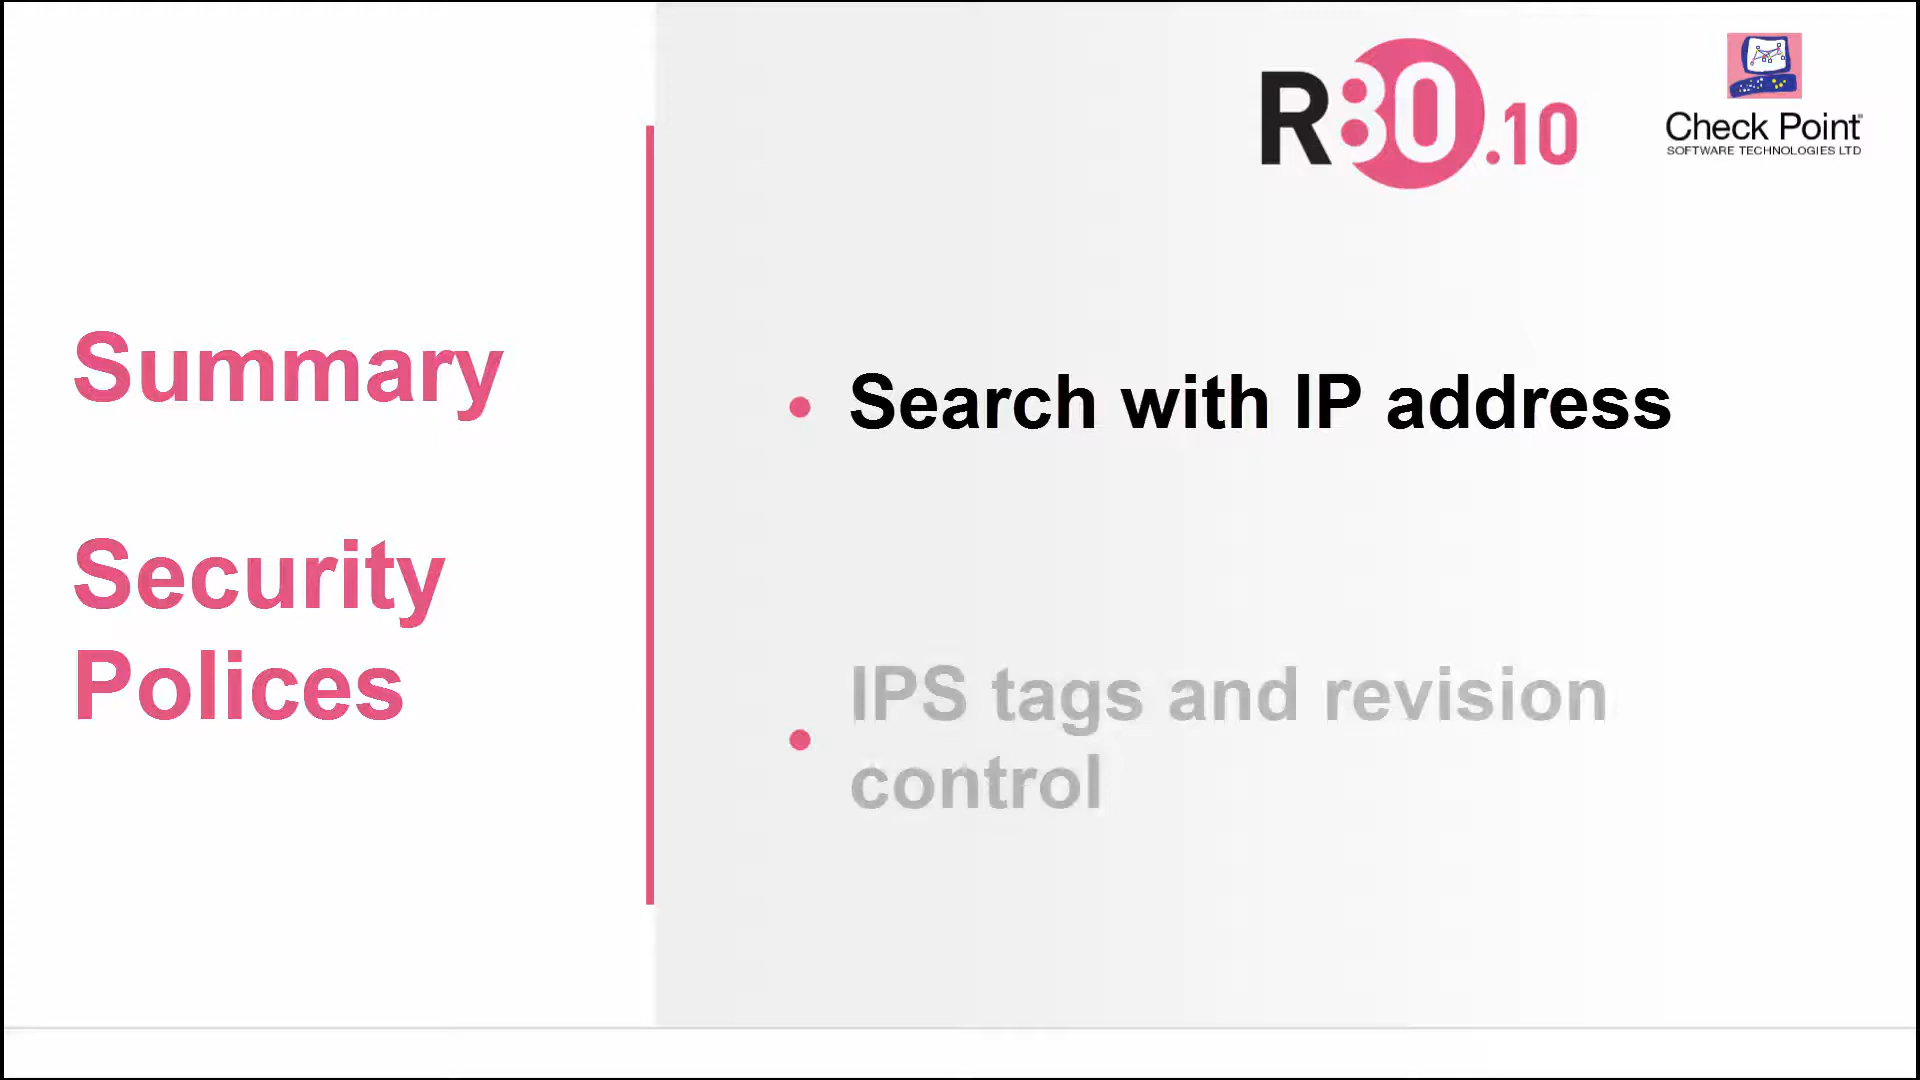 R80.10
Check Point
SOFTWARE TECHNOLOGIES LTD
Summary
Security
Polices
• Search with IP address
• IPS tags and revision
control